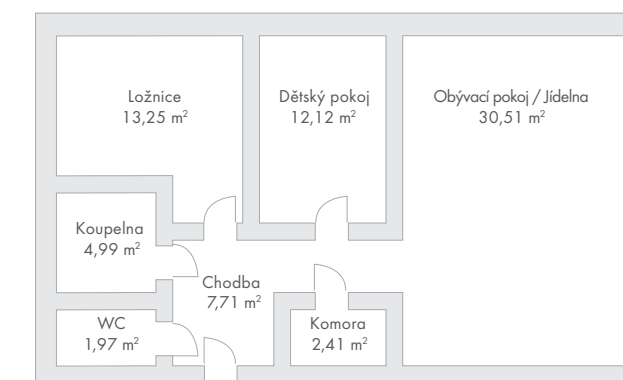 Ložnice
13,25 m²
Dětský pokoj
12,12 m²
Obývací pokoj / Jídelna
30,51 m²
Koupelna
4,99 m²
Chodba
7,71 m²
WC
1,97 m²
Komora
2,41 m²